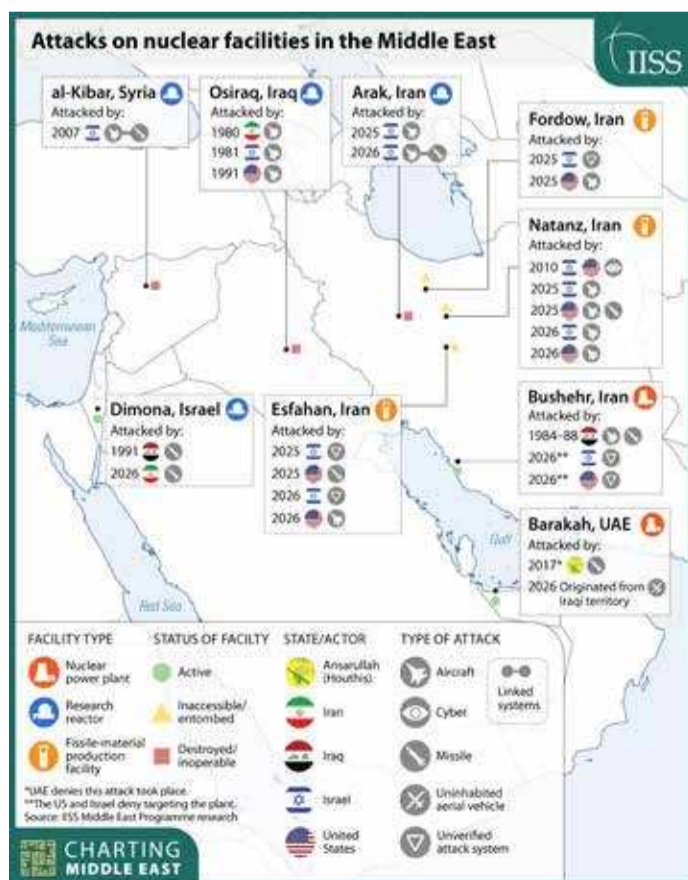 Attacks on nuclear facilities in the Middle East
IISS
al-Kibar, Syria
Attacked by:
2007
Osiraq, Iraq
Attacked by:
1980
1981
1991
Arak, Iran
Attacked by:
2025
2026
Fordow, Iran
Attacked by:
2025
2025
Natanz, Iran
Attacked by:
2010
2025
2025
2026
2026
Mediterranean
Sea
Dimona, Israel
Attacked by:
1991
2026
Esfahan, Iran
Attacked by:
2025
2025
2026
2026
Bushehr, Iran
Attacked by:
1984–88
2026**
2026**
Gulf
Barakah, UAE
Attacked by:
2017*
2026 Originated from
Iraqi territory
Red Sea
FACILITY TYPE
Nuclear
power plant
Research
reactor
Fissile-material
production
facility
STATUS OF FACILTY
Active
Inaccessible/
entombed
Destroyed/
inoperable
STATE/ACTOR
Ansarullah
(Houthis)
Iran
Iraq
Israel
United
States
TYPE OF ATTACK
Aircraft
Cyber
Missile
Uninhabited
aerial vehicle
Unverified
attack system
Linked
systems
*UAE denies this attack took place.
**The US and Israel deny targeting the plant.
Source: IISS Middle East Programme research
CHARTING
MIDDLE EAST